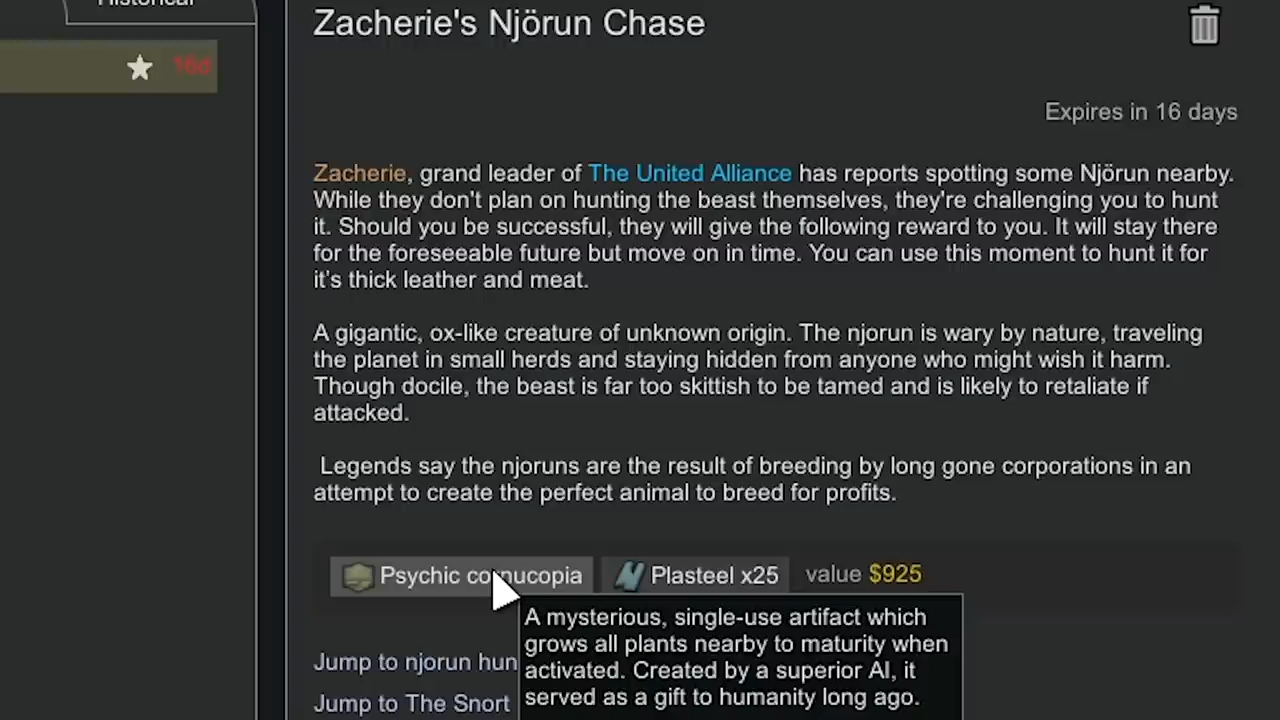 Historical
Zacherie's Njörun Chase
16d
Expires in 16 days
Zacherie, grand leader of The United Alliance has reports spotting some Njörun nearby.
While they don't plan on hunting the beast themselves, they're challenging you to hunt
it. Should you be successful, they will give the following reward to you. It will stay there
for the foreseeable future but move on in time. You can use this moment to hunt it for
it's thick leather and meat.
A gigantic, ox-like creature of unknown origin. The njorun is wary by nature, traveling
the planet in small herds and staying hidden from anyone who might wish it harm.
Though docile, the beast is far too skittish to be tamed and is likely to retaliate if
attacked.
Legends say the njoruns are the result of breeding by long gone corporations in an
attempt to create the perfect animal to breed for profits.
Psychic cornucopia Plasteel x25 value $925
A mysterious, single-use artifact which
grows all plants nearby to maturity when
activated. Created by a superior AI, it
served as a gift to humanity long ago.
Jump to njorun hun
Jump to The Snort